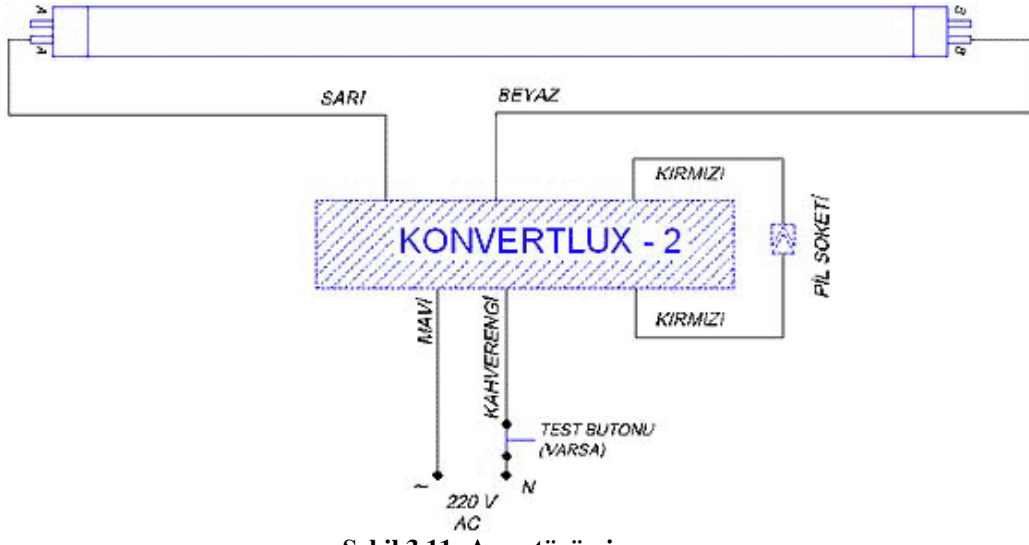 A
B
A
B
SARI
BEYAZ
KIRMIZI
KONVERTLUX - 2
PİL SOKETİ
MAVİ
KAHVERENGİ
KIRMIZI
TEST BUTONU
(VARSA)
~
220 V
AC
N